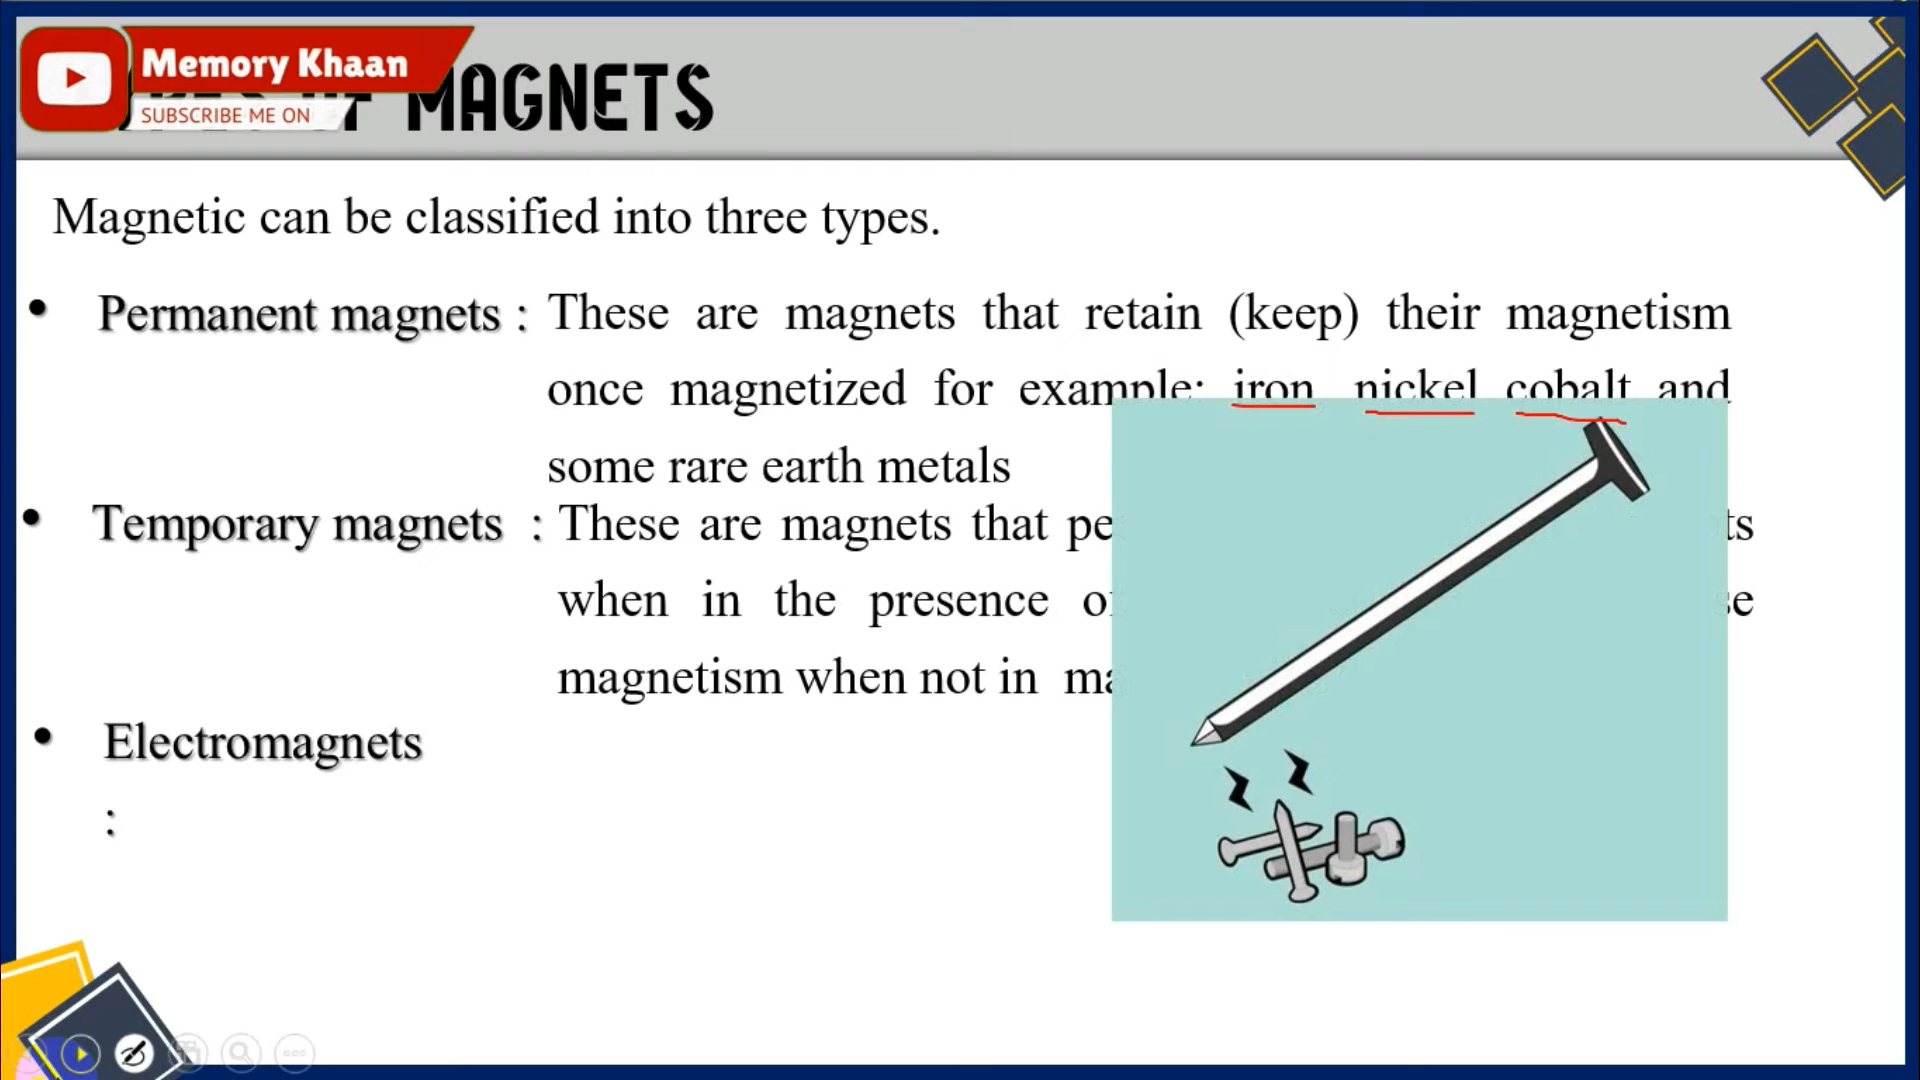 Memory Khaan
SUBSCRIBE ME ON
TYPES OF MAGNETS
Magnetic can be classified into three types.
• Permanent magnets : These are magnets that retain (keep) their magnetism
once magnetized for example: iron nickel cobalt and
some rare earth metals
• Temporary magnets : These are magnets that
when in the presence
magnetism when not in
• Electromagnets
: